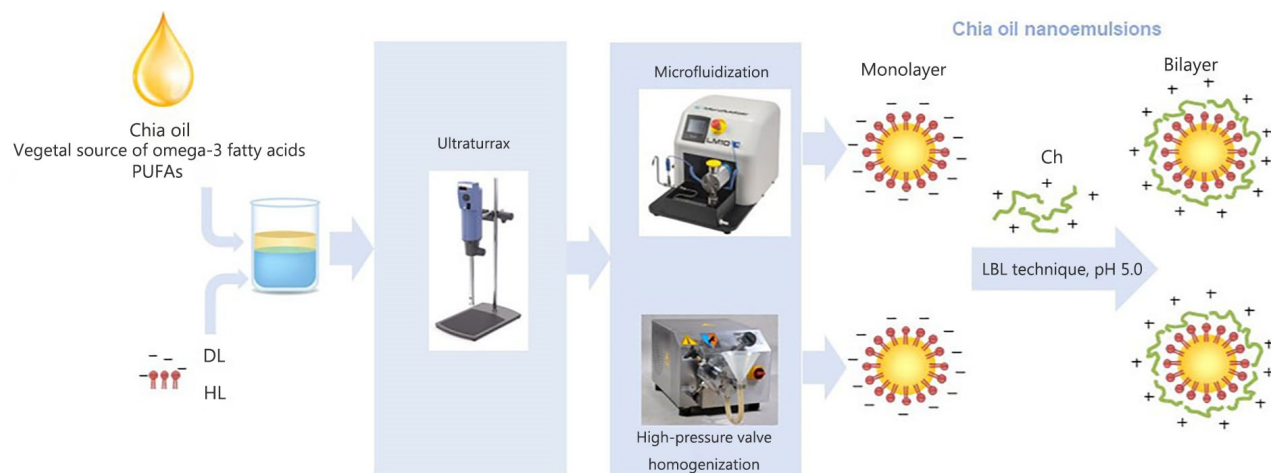 Chia oil nanoemulsions
Chia oil
Vegetal source of omega-3 fatty acids
PUFAs
DL
HL
Ultraturrax
Microfluidization
LM10
High-pressure valve
homogenization
Monolayer
Ch
LBL technique, pH 5.0
Bilayer